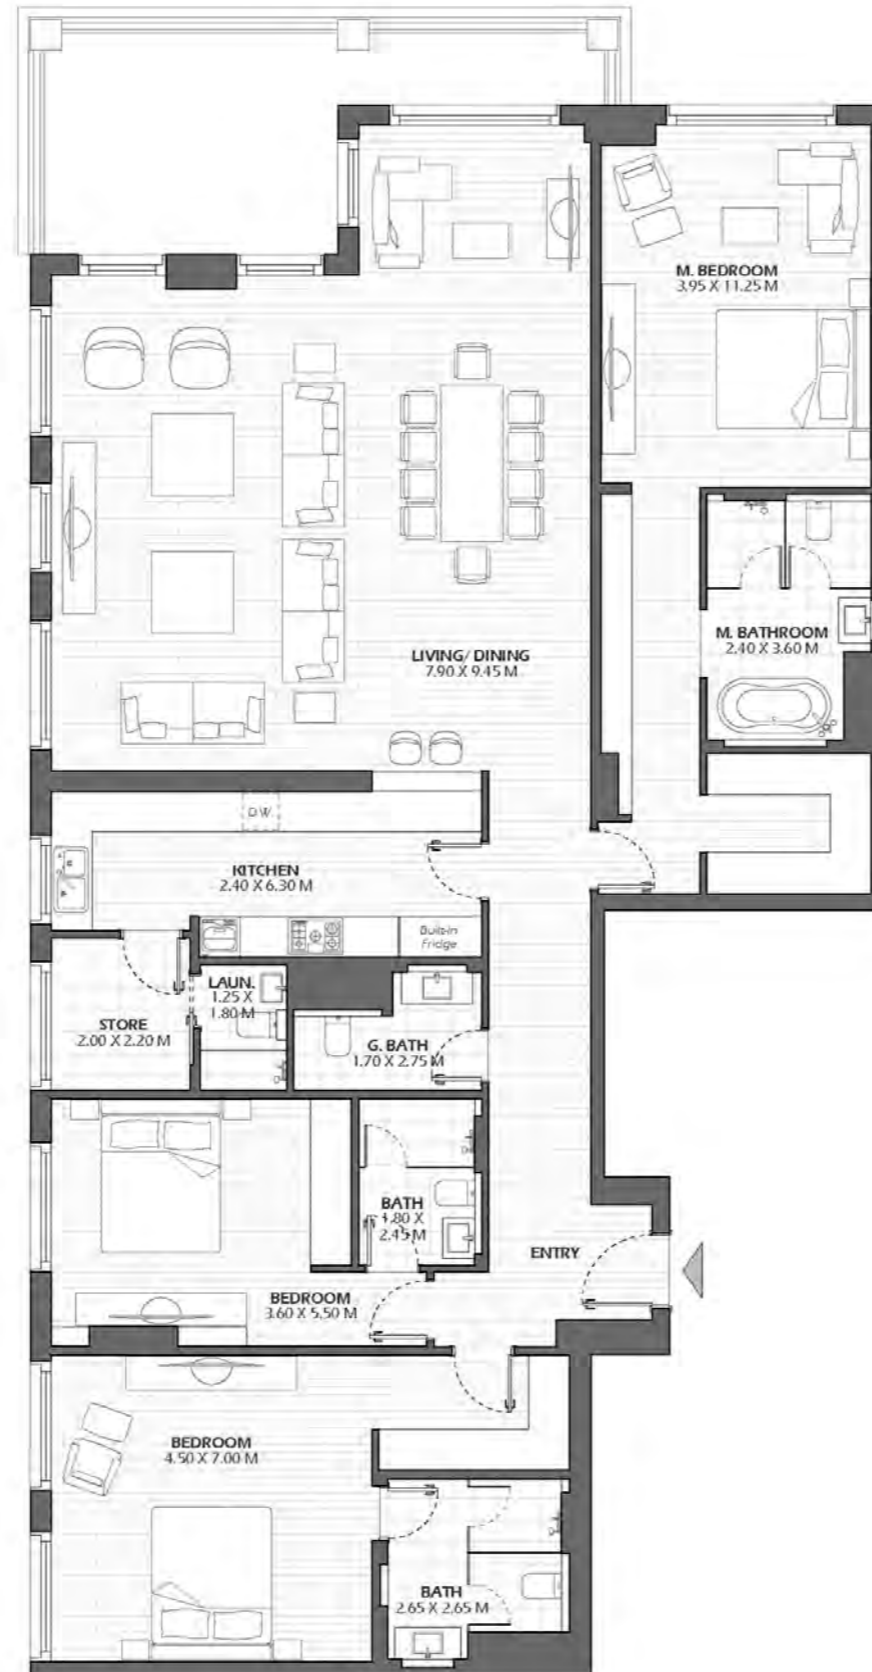 M. BEDROOM
3.95 X 11.25 M
M. BATHROOM
2.40 X 3.60 M
LIVING/ DINING
7.90 X 9.45 M
DW
KITCHEN
2.40 X 6.30 M
Built-in
Fridge
LAUN.
1.25 X
1.80 M
STORE
2.00 X 2.20 M
G. BATH
1.70 X 2.75 M
BATH
1.80 X
2.45 M
ENTRY
BEDROOM
3.60 X 5.50 M
BEDROOM
4.50 X 7.00 M
BATH
2.65 X 2.65 M